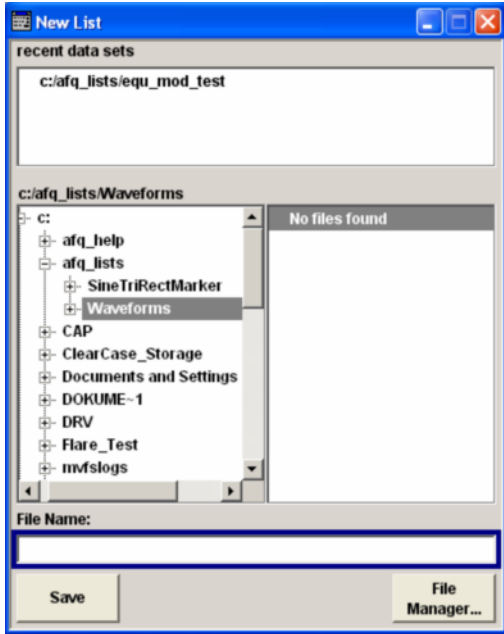 New List
recent data sets
c:/afq_lists/equ_mod_test
c:/afq_lists/Waveforms
c:
afq_help
afq_lists
SineTriRectMarker
Waveforms
CAP
ClearCase_Storage
Documents and Settings
DOKUME~1
DRV
Flare_Test
mvfslogs
No files found
File Name:
Save
File
Manager...